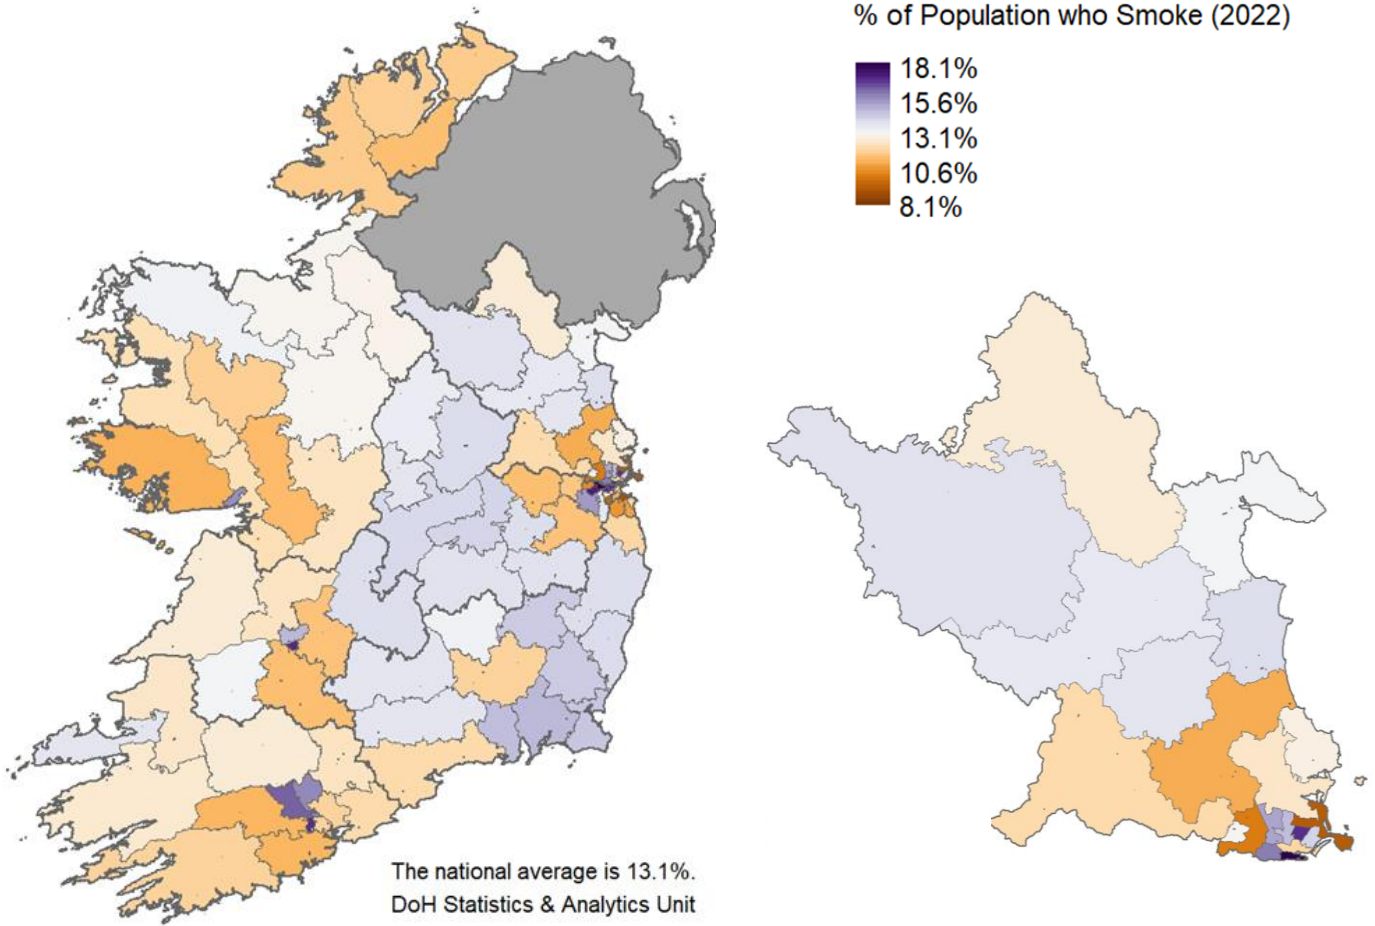 % of Population who Smoke (2022)
18.1%
15.6%
13.1%
10.6%
8.1%
The national average is 13.1%.
DoH Statistics & Analytics Unit